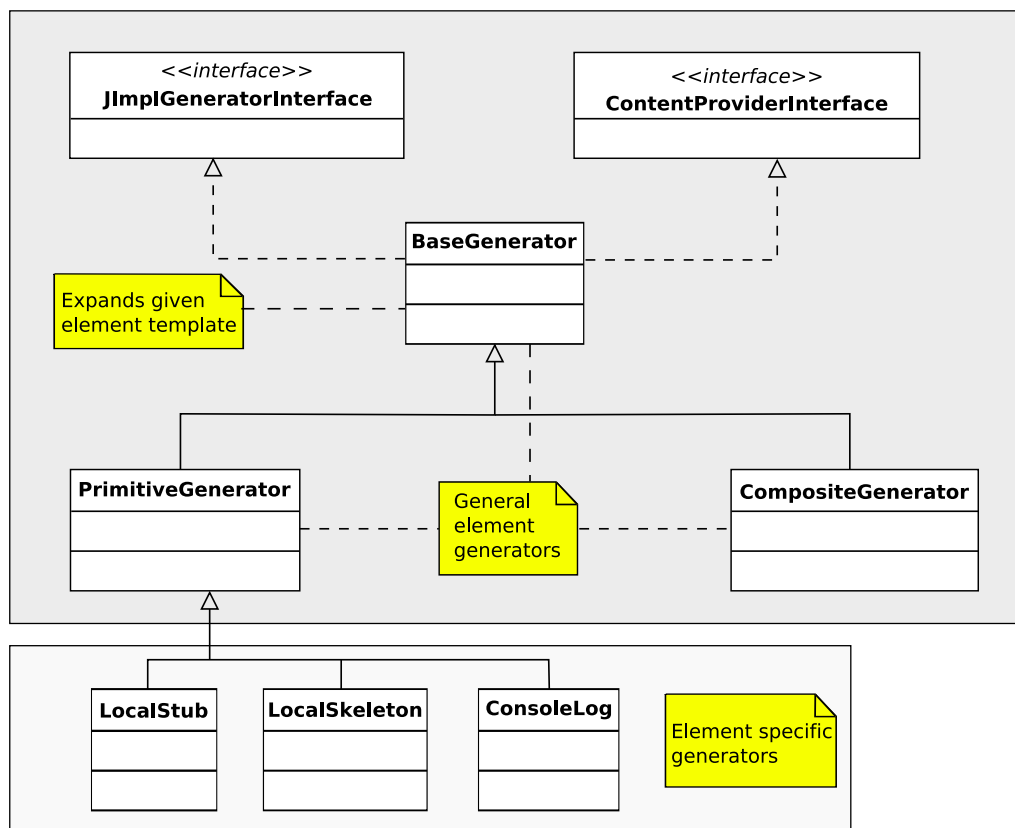 <<interface>>
JImplGeneratorInterface
<<interface>>
ContentProviderInterface
BaseGenerator
Expands given
element template
PrimitiveGenerator
General
element
generators
CompositeGenerator
LocalStub
LocalSkeleton
ConsoleLog
Element specific
generators